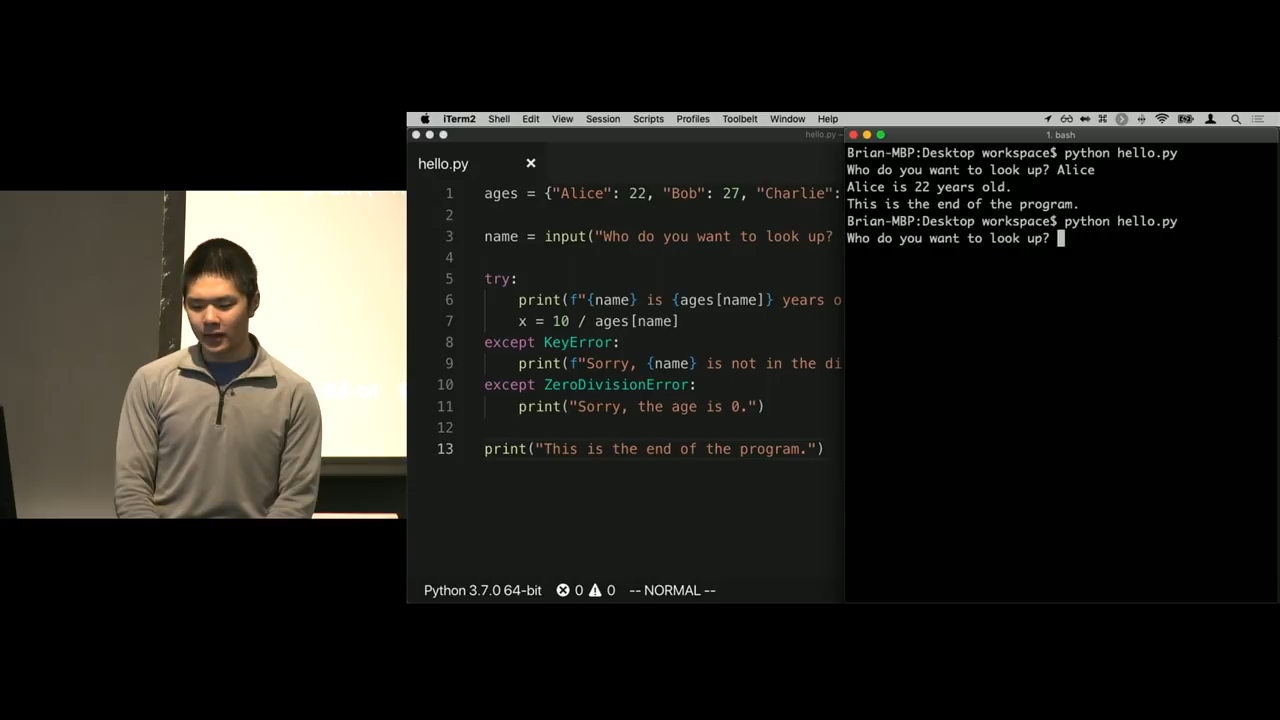 iTerm2 Shell Edit View Session Scripts Profiles Toolbelt Window Help
hello.py —
1. bash
hello.py
1 ages = {"Alice": 22, "Bob": 27, "Charlie":
2
3 name = input("Who do you want to look up?
4
5 try:
6 print(f"{name} is {ages[name]} years o
7 x = 10 / ages[name]
8 except KeyError:
9 print(f"Sorry, {name} is not in the di
10 except ZeroDivisionError:
11 print("Sorry, the age is 0.")
12
13 print("This is the end of the program.")
Python 3.7.0 64-bit 0 0 -- NORMAL --
Brian-MBP:Desktop workspace$ python hello.py
Who do you want to look up? Alice
Alice is 22 years old.
This is the end of the program.
Brian-MBP:Desktop workspace$ python hello.py
Who do you want to look up?